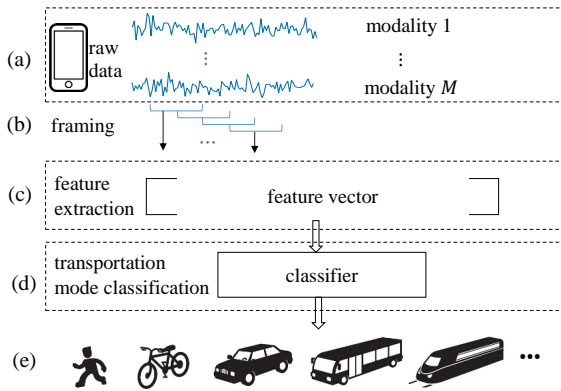 modality 1
(a) raw
data
⋮ ⋮
modality M
(b) framing
...
(c) feature
extraction
feature vector
(d) transportation
mode classification
classifier
(e) ...